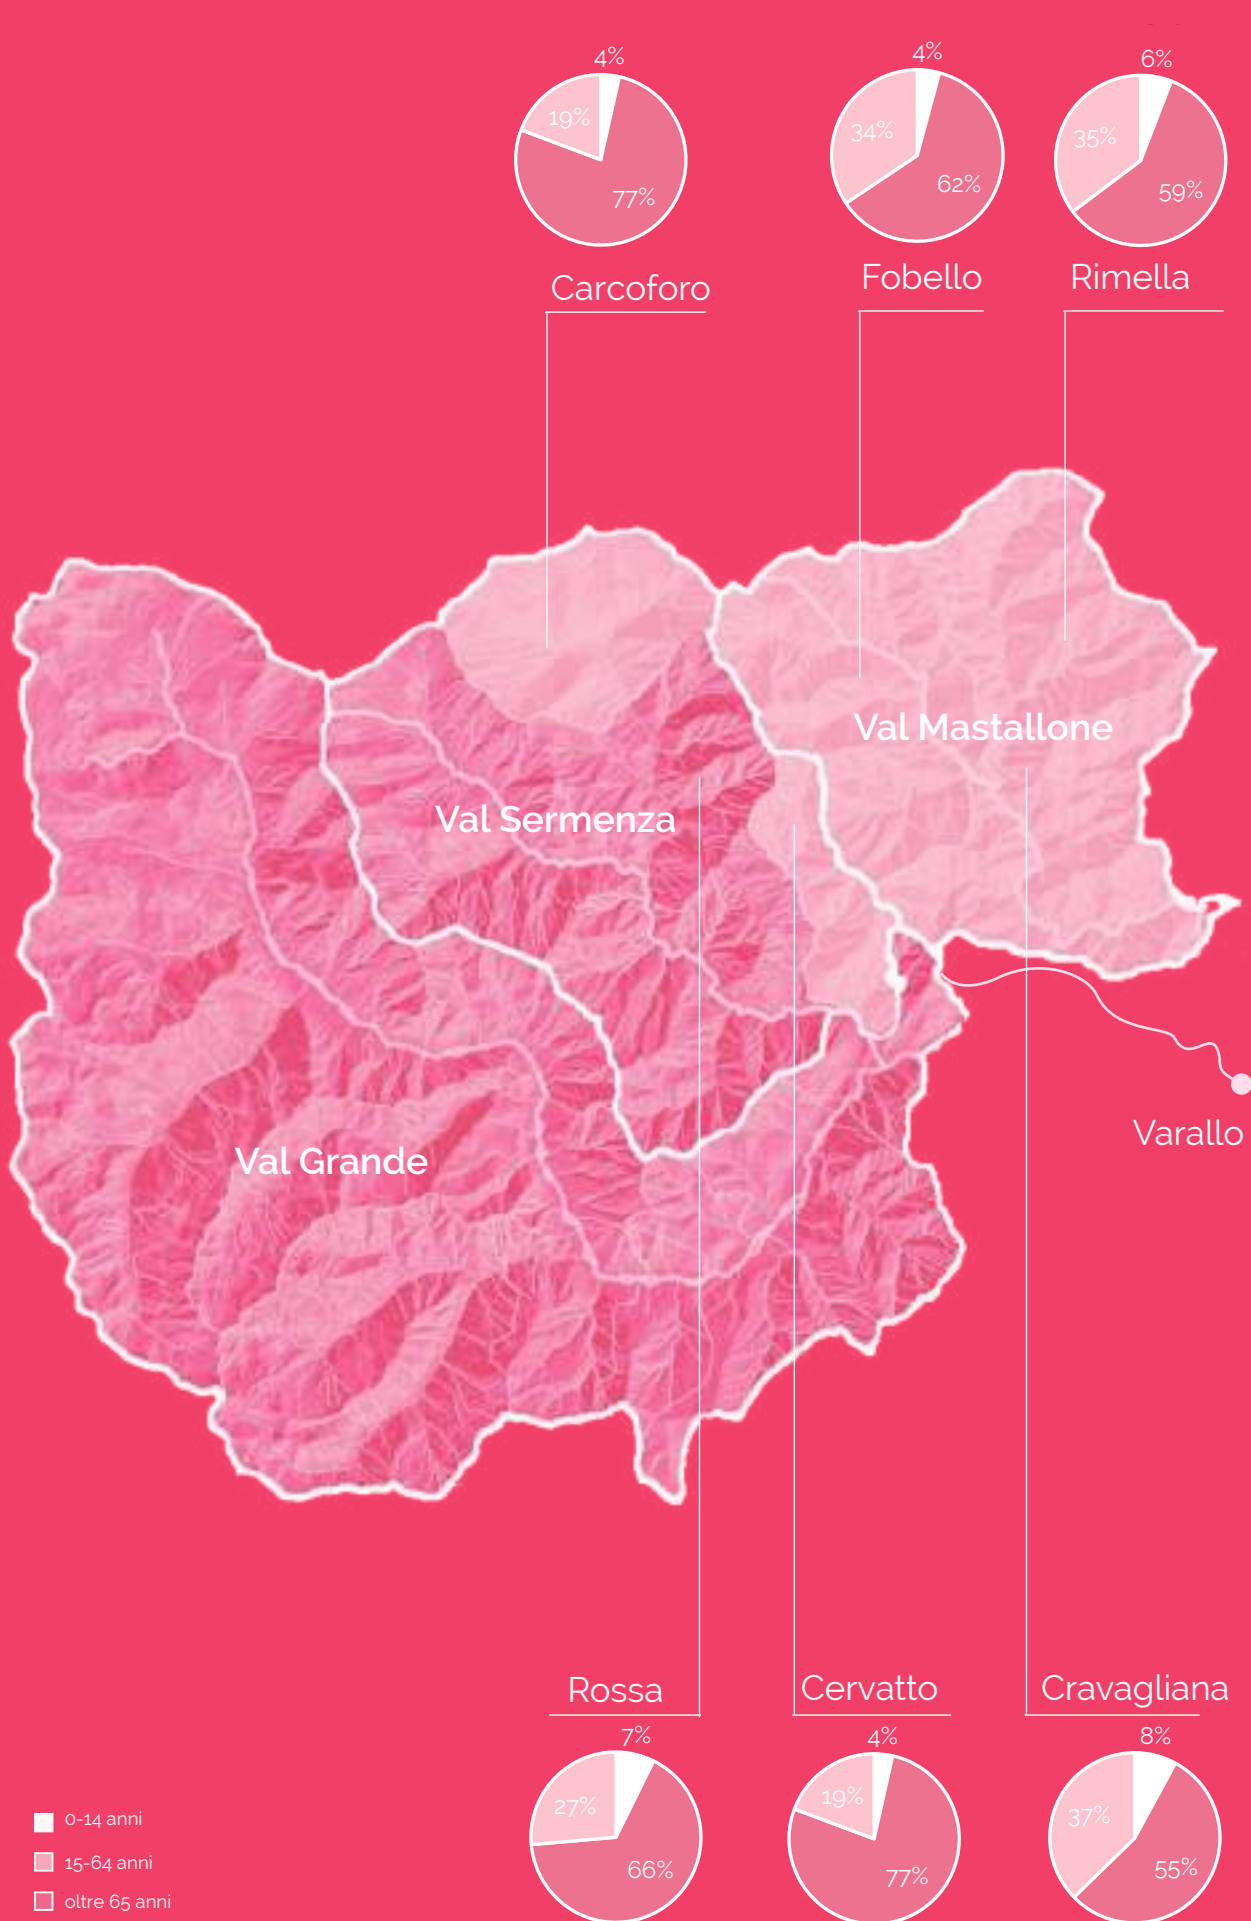 4%
19%
77%
Carcoforo
4%
34%
62%
Fobello
6%
35%
59%
Rimella
Val Mastallone
Val Sermenza
Val Grande
Varallo
Rossa
7%
27%
66%
Cervatto
4%
19%
77%
Cravagliana
8%
37%
55%
0-14 anni
15-64 anni
oltre 65 anni